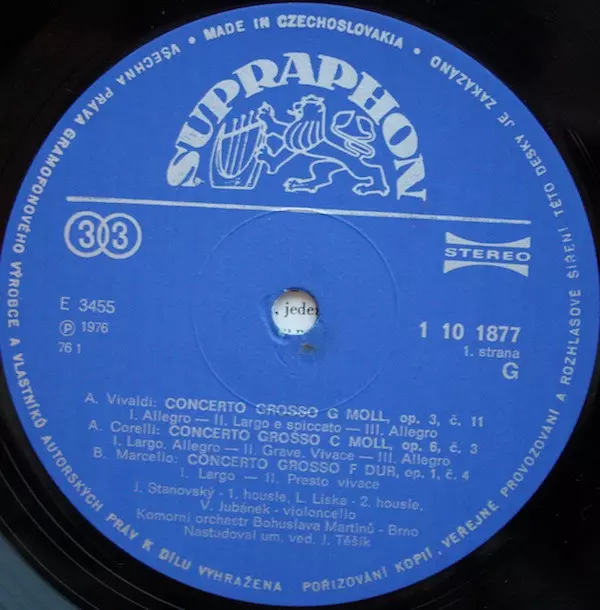 • MADE IN CZECHOSLOVAKIA •
SUPRAPHON
33
STEREO
E 3455
Ⓟ 1976
76 1
1 10 1877
1. strana
G
, jeden
A. Vivaldi: CONCERTO GROSSO G MOLL, op. 3, č. 11
I. Allegro — II. Largo e spiccato — III. Allegro
A. Corelli: CONCERTO GROSSO C MOLL, op. 6, č. 3
I. Largo. Allegro — II. Grave. Vivace — III. Allegro
B. Marcello: CONCERTO GROSSO F DUR, op. 1, č. 4
I. Largo — II. Presto vivace
J. Stanovský - 1. housle, L. Liška - 2. housle,
V. Jubánek - violoncello
Komorní orchestr Bohuslava Martinů - Brno
Nastudoval um. ved. J. Těšík
VŠECHNA PRÁVA GRAMOFONOVÉHO VÝROBCE A VLASTNÍKŮ AUTORSKÝCH PRÁV K DÍLU VYHRAŽENA POŘIZOVÁNÍ KOPIÍ, VEŘEJNÉ PROVOZOVÁNÍ A ROZHLASOVÉ ŠÍŘENÍ TÉTO DESKY JE ZAKÁZÁNO